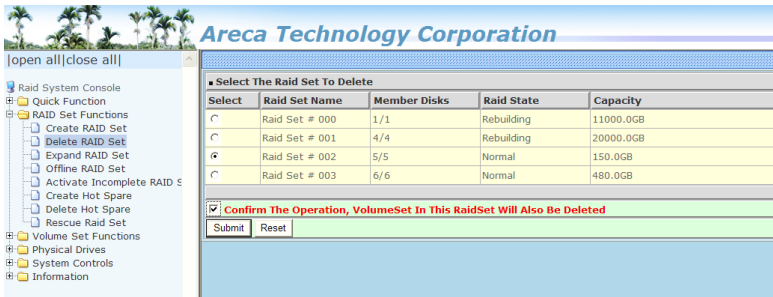 Areca Technology Corporation
|open all|close all|
Raid System Console
Quick Function
RAID Set Functions
Create RAID Set
Delete RAID Set
Expand RAID Set
Offline RAID Set
Activate Incomplete RAID S
Create Hot Spare
Delete Hot Spare
Rescue Raid Set
Volume Set Functions
Physical Drives
System Controls
Information
Select The Raid Set To Delete
Select Raid Set Name Member Disks Raid State Capacity
Raid Set # 000 1/1 Rebuilding 11000.0GB
Raid Set # 001 4/4 Rebuilding 20000.0GB
Raid Set # 002 5/5 Normal 150.0GB
Raid Set # 003 6/6 Normal 480.0GB
Confirm The Operation, VolumeSet In This RaidSet Will Also Be Deleted
Submit Reset